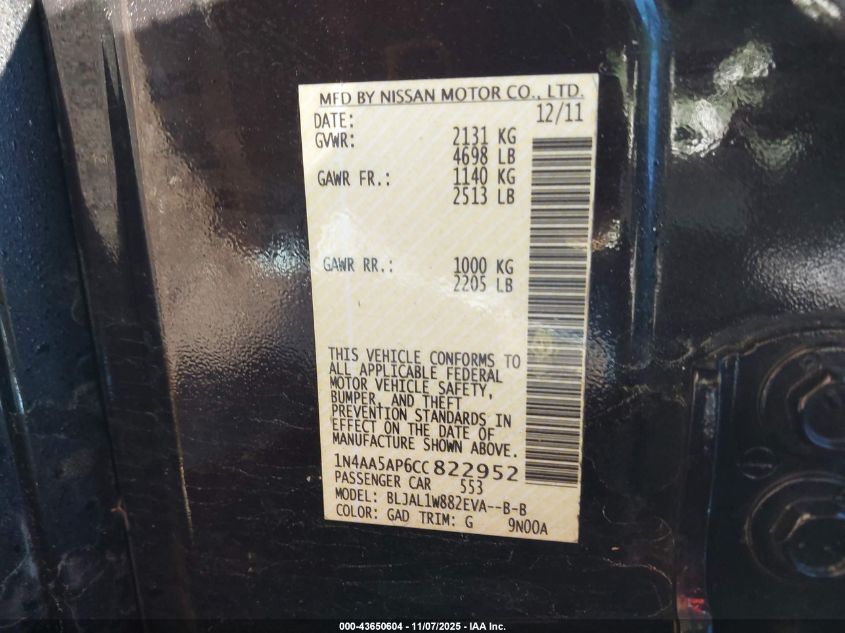 MFD BY NISSAN MOTOR CO., LTD.
DATE: 12/11
GVWR: 2131 KG
4698 LB
GAWR FR.: 1140 KG
2513 LB
GAWR RR.: 1000 KG
2205 LB
THIS VEHICLE CONFORMS TO
ALL APPLICABLE FEDERAL
MOTOR VEHICLE SAFETY,
BUMPER, AND THEFT
PREVENTION STANDARDS IN
EFFECT ON THE DATE OF
MANUFACTURE SHOWN ABOVE.
1N4AA5AP6CC822952
PASSENGER CAR 553
MODEL: BLJAL1W882EVA--B-B
COLOR: GAD TRIM: G 9N00A
000-43650604 - 11/07/2025 - IAA Inc.